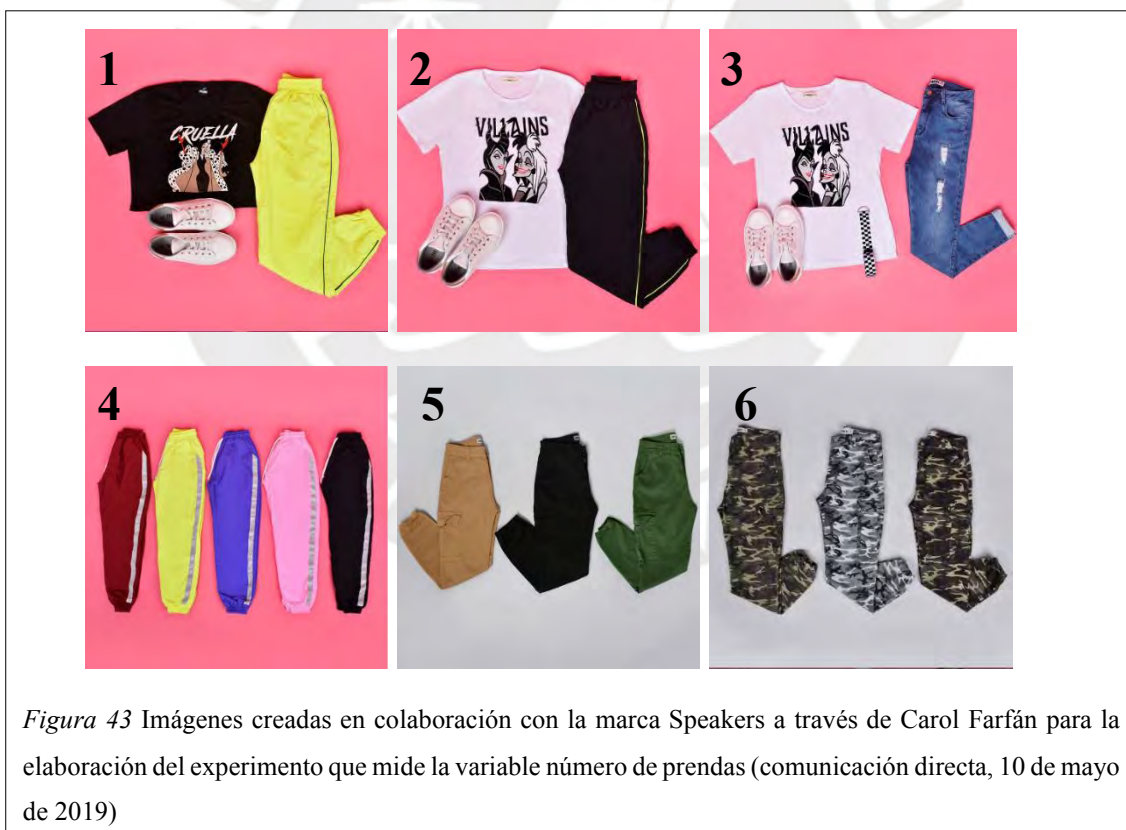 1
2
3
CRUELLA
VILLAINS
VILLAINS
4
5
6
Figura 43 Imágenes creadas en colaboración con la marca Speakers a través de Carol Farfán para la
elaboración del experimento que mide la variable número de prendas (comunicación directa, 10 de mayo
de 2019)